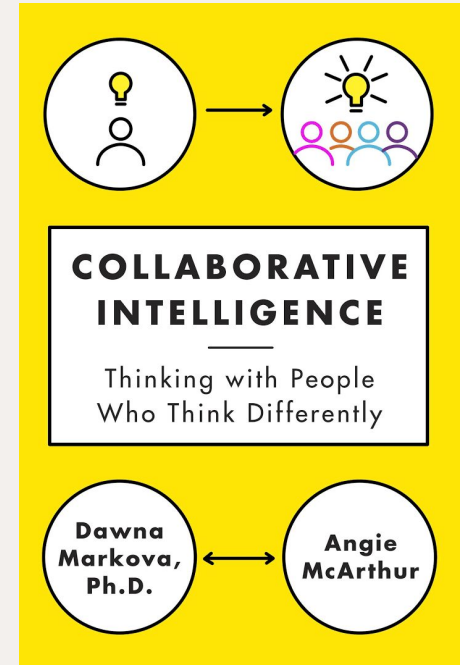 COLLABORATIVE
INTELLIGENCE
Thinking with People
Who Think Differently
Dawna
Markova,
Ph.D.
Angie
McArthur